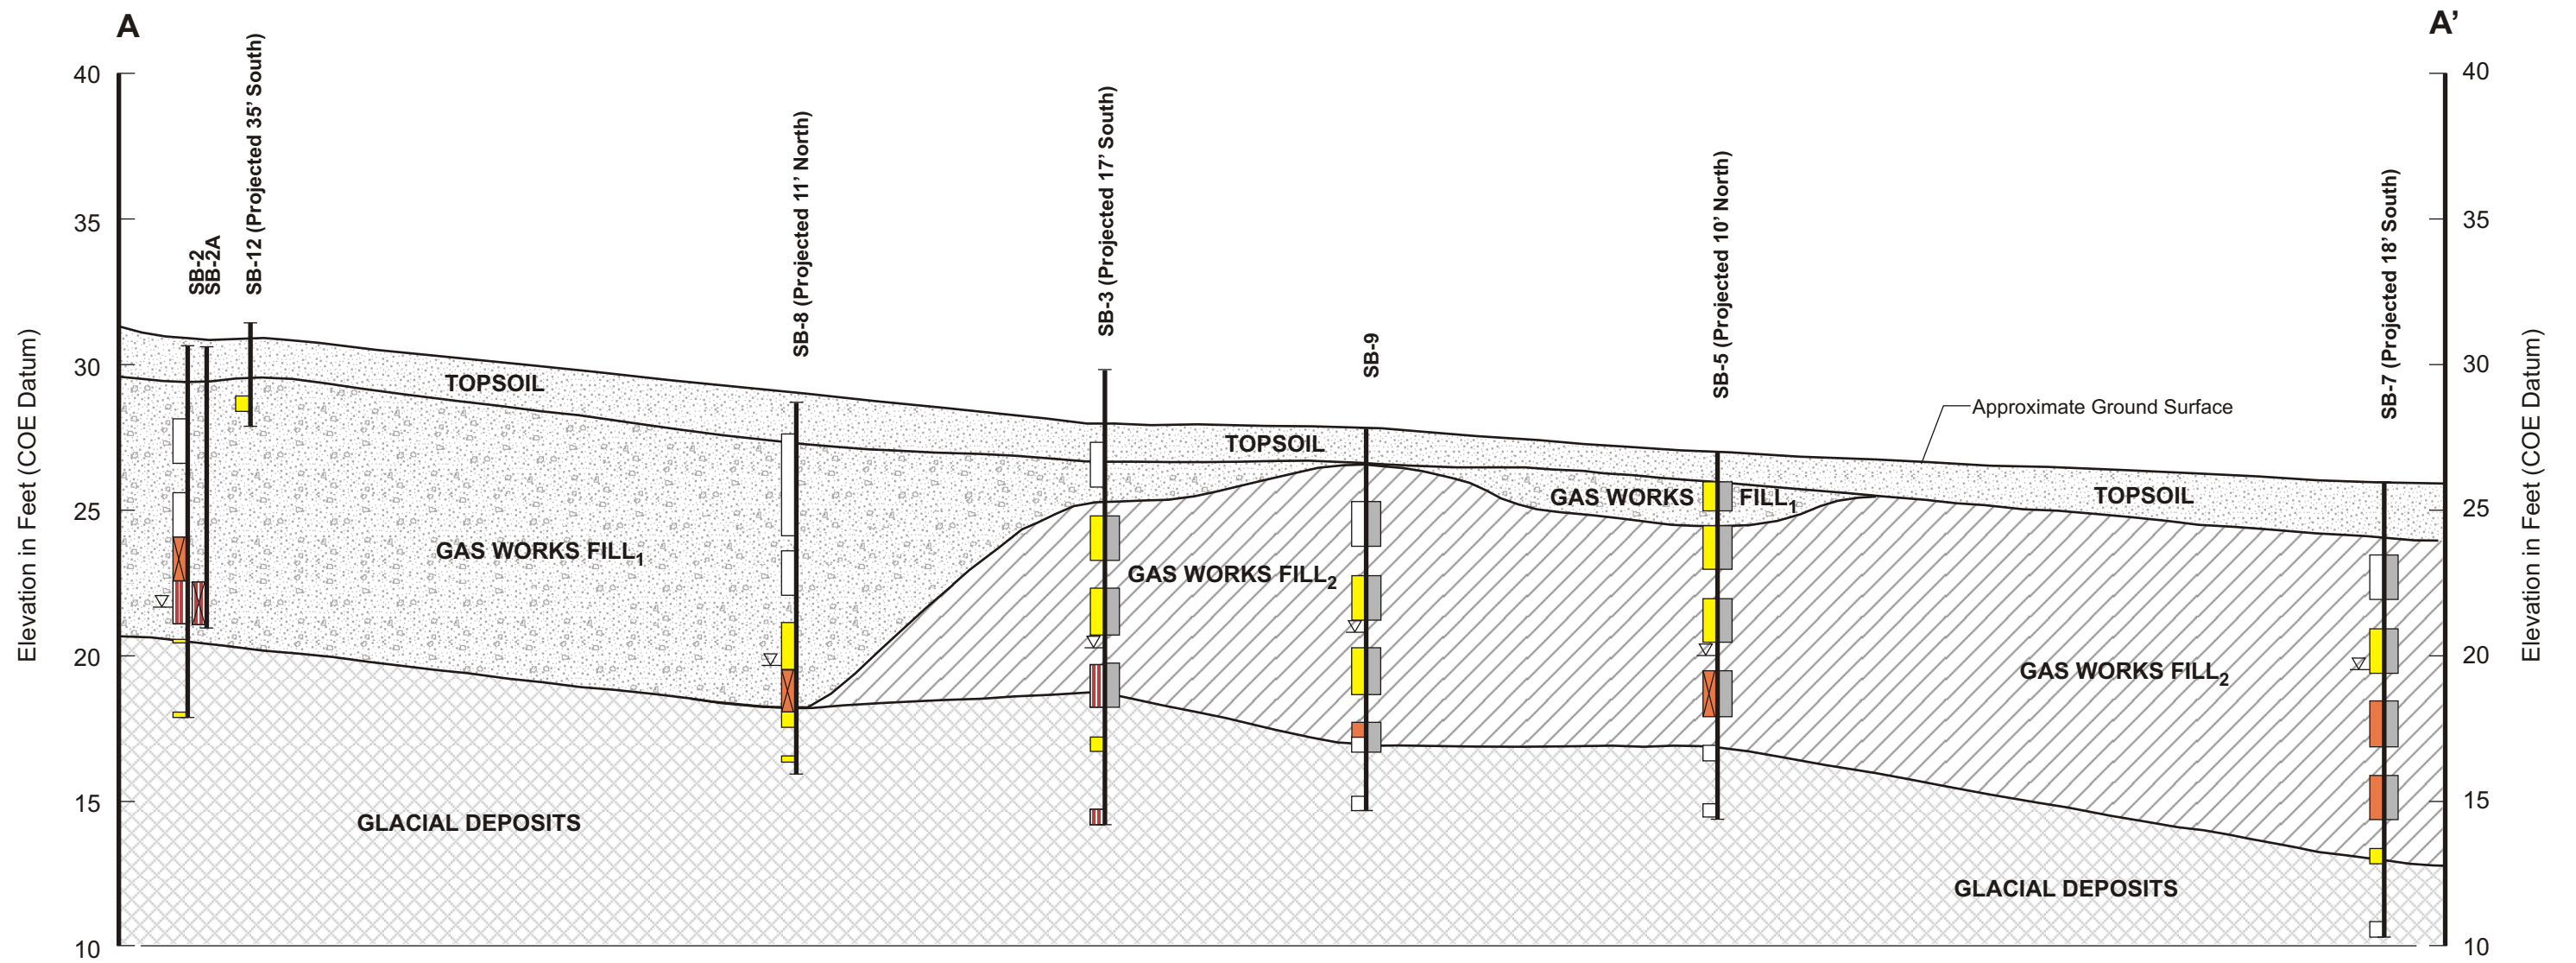 A
A’
40
35
30
25
20
15
10
Elevation in Feet (COE Datum)
SB-2
SB-2A
SB-12 (Projected 35’ South)
SB-8 (Projected 11’ North)
SB-3 (Projected 17’ South)
SB-9
SB-5 (Projected 10’ North)
SB-7 (Projected 18’ South)
TOPSOIL
TOPSOIL
TOPSOIL
Approximate Ground Surface
GAS WORKS FILL1
GAS WORKS FILL2
GAS WORKS FILL1
GAS WORKS FILL2
GLACIAL DEPOSITS
GLACIAL DEPOSITS
40
35
30
25
20
15
10
Elevation in Feet (COE Datum)